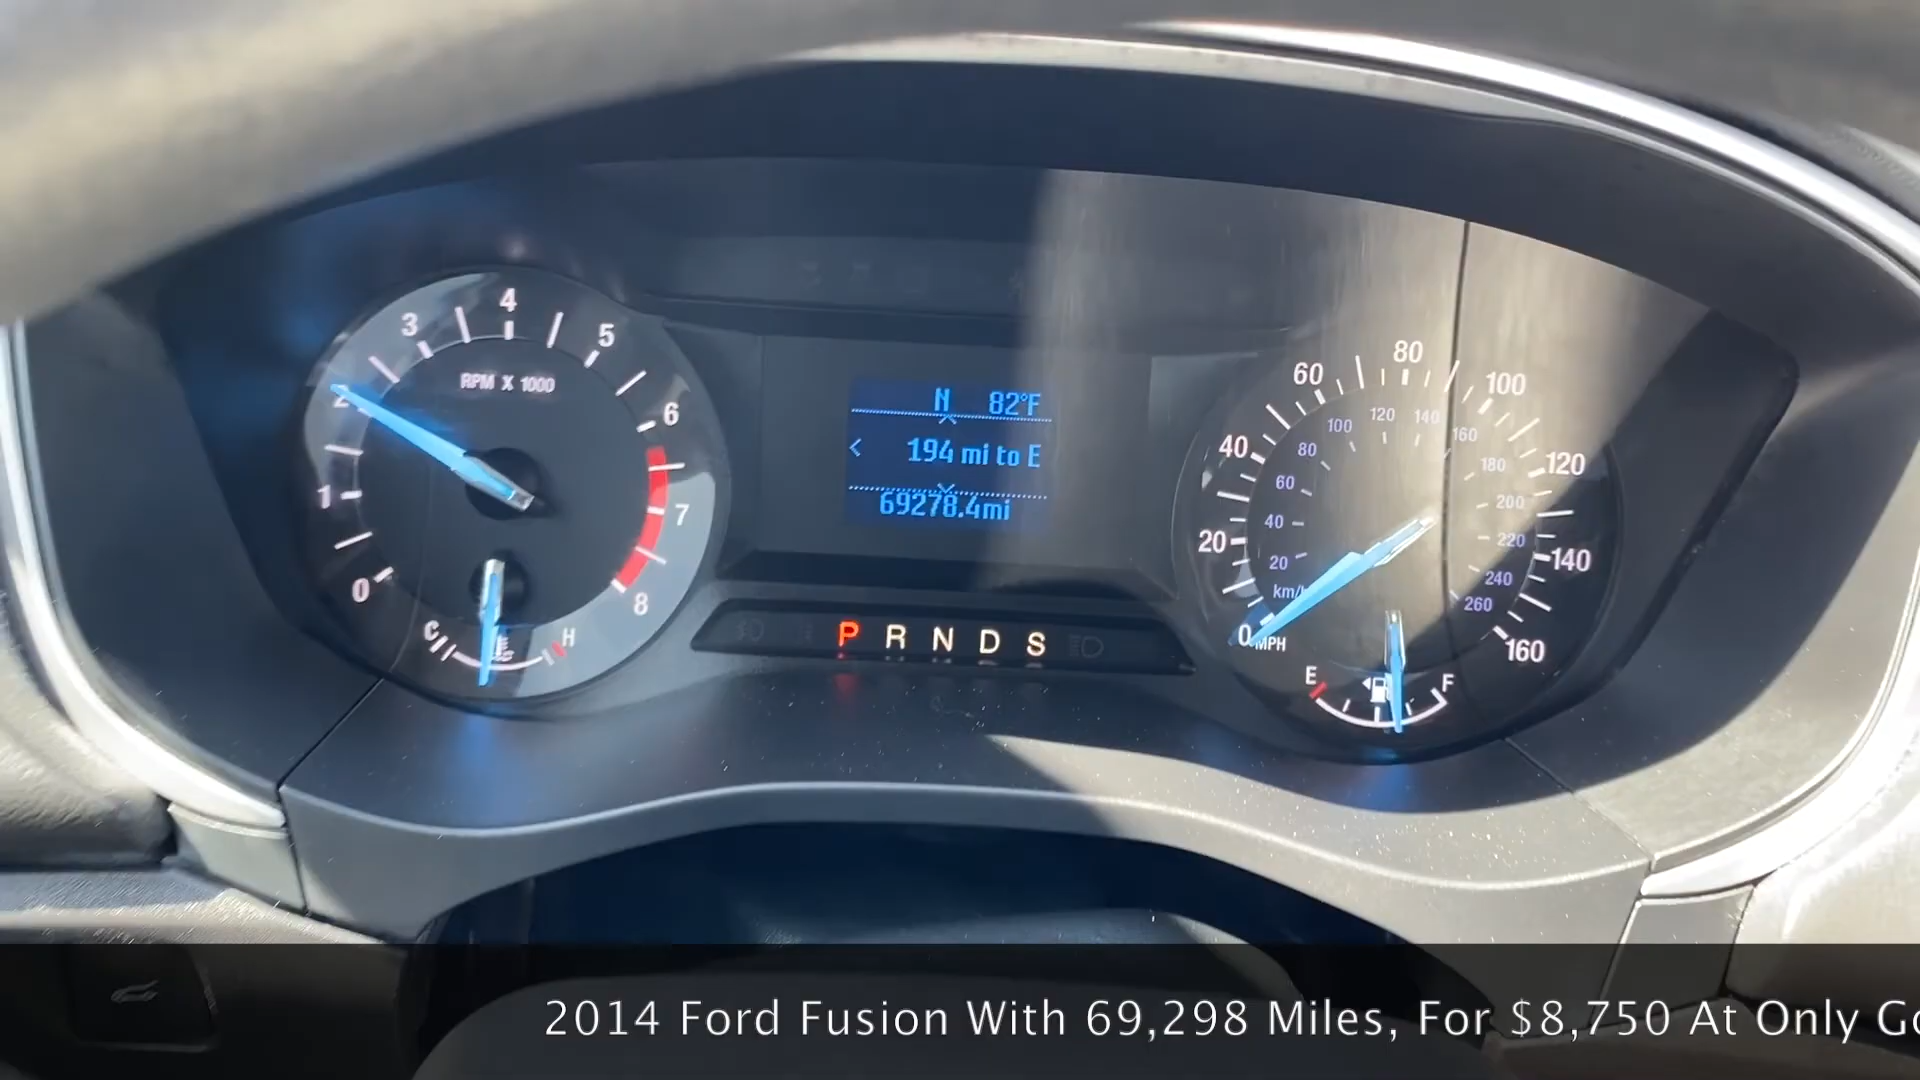 4
3 5
RPM X 1000
2 6
1 7
0 8
C H
N 82°F
< 194 mi to E
69278.4mi
P R N D S
80
60 100
40 120
20 140
0 MPH 160
100 120 140
80 160
60 180
40 200
20 220
km/h 240
260
E F
2014 Ford Fusion With 69,298 Miles, For $8,750 At Only Go